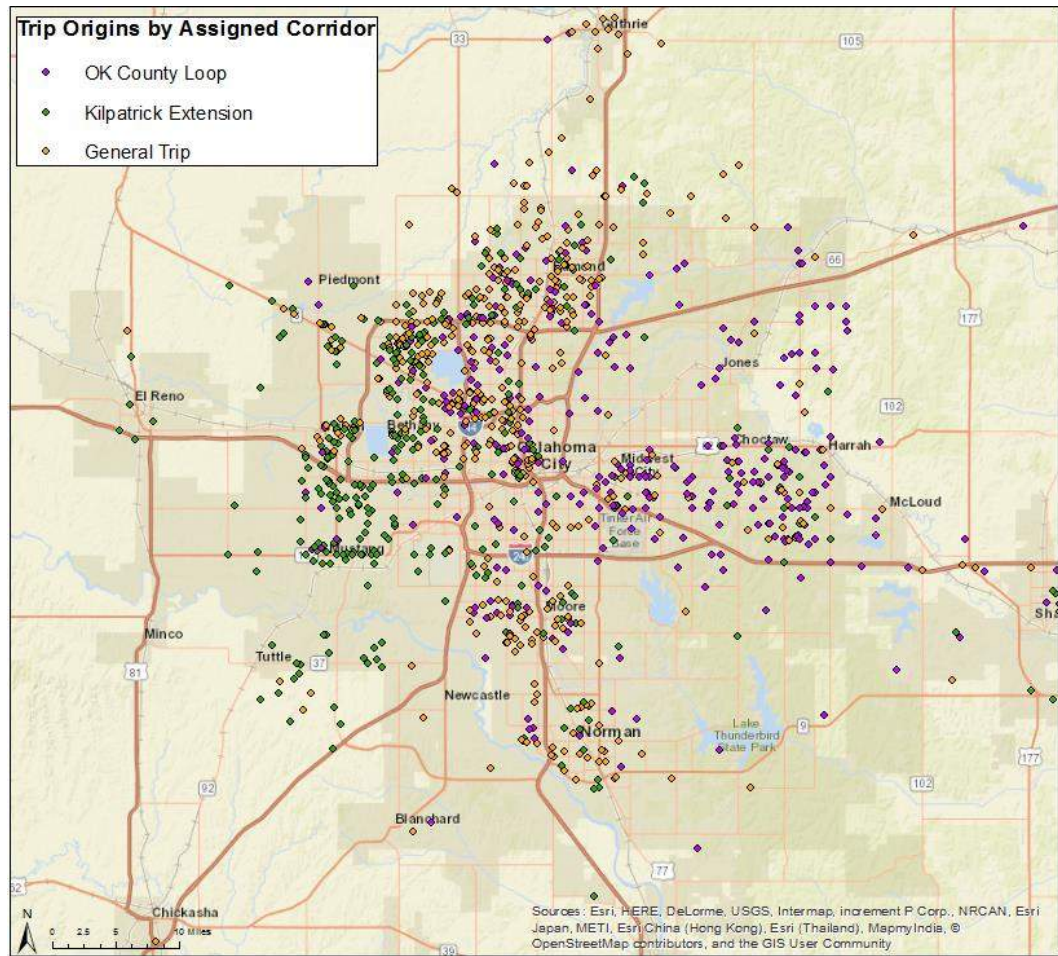 Trip Origins by Assigned Corridor
OK County Loop
Kilpatrick Extension
General Trip
Guthrie
33
105
66
Piedmont
Edmond
177
Jones
El Reno
102
Bethany
Choctaw
Harrah
Oklahoma
City
Midwest
City
McLoud
Tinker Air
Force
Base
Mustang
Moore
Minco
Tuttle
37
81
Newcastle
Norman
Lake
Thunderbird
State Park
9
177
92
102
Blanchard
77
62
Chickasha
39
N
0 2.5 5 10 Miles
Sources: Esri, HERE, DeLorme, USGS, Intermap, increment P Corp., NRCAN, Esri
Japan, METI, Esri China (Hong Kong), Esri (Thailand), MapmyIndia, ©
OpenStreetMap contributors, and the GIS User Community